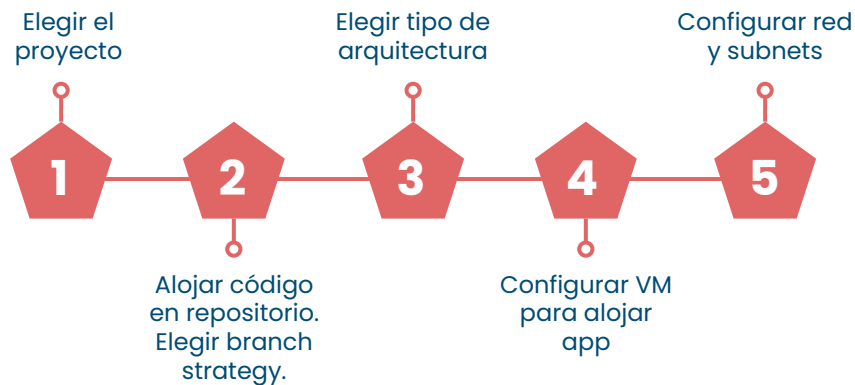 Elegir el
proyecto
Elegir tipo de
arquitectura
Configurar red
y subnets
1
2
3
4
5
Alojar código
en repositorio.
Elegir branch
strategy.
Configurar VM
para alojar
app